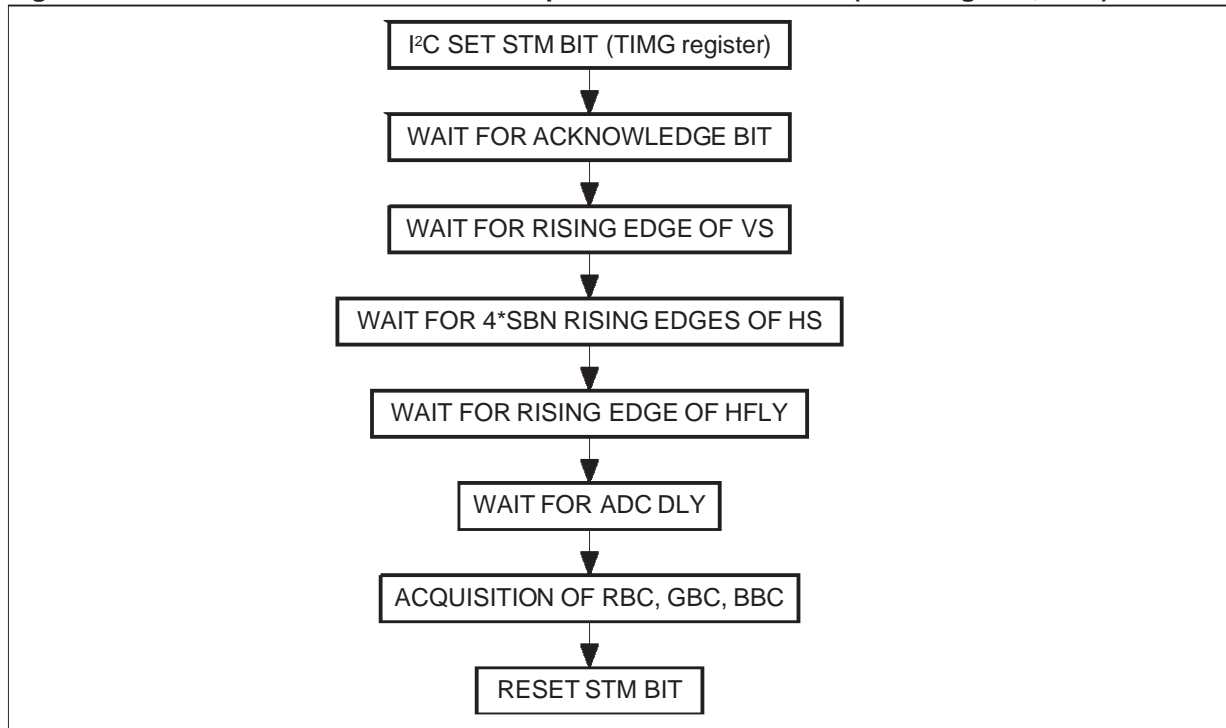 I²C SET STM BIT (TIMG register)
WAIT FOR ACKNOWLEDGE BIT
WAIT FOR RISING EDGE OF VS
WAIT FOR 4*SBN RISING EDGES OF HS
WAIT FOR RISING EDGE OF HFLY
WAIT FOR ADC DLY
ACQUISITION OF RBC, GBC, BBC
RESET STM BIT